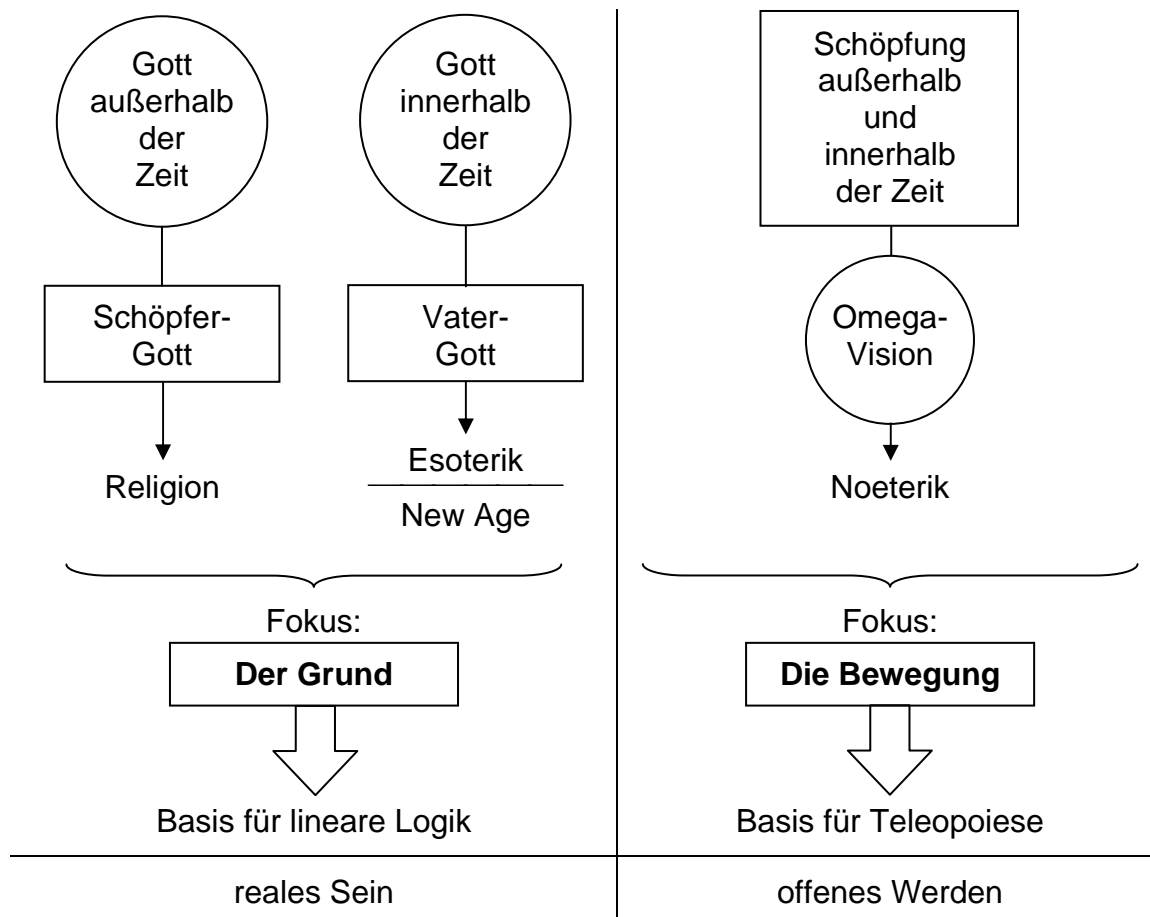 Gott
außerhalb
der
Zeit
Schöpfer-
Gott
Religion
Gott
innerhalb
der
Zeit
Vater-
Gott
Esoterik
New Age
Fokus:
Der Grund
Basis für lineare Logik
reales Sein
Schöpfung
außerhalb
und
innerhalb
der Zeit
Omega-
Vision
Noeterik
Fokus:
Die Bewegung
Basis für Teleopoiese
offenes Werden